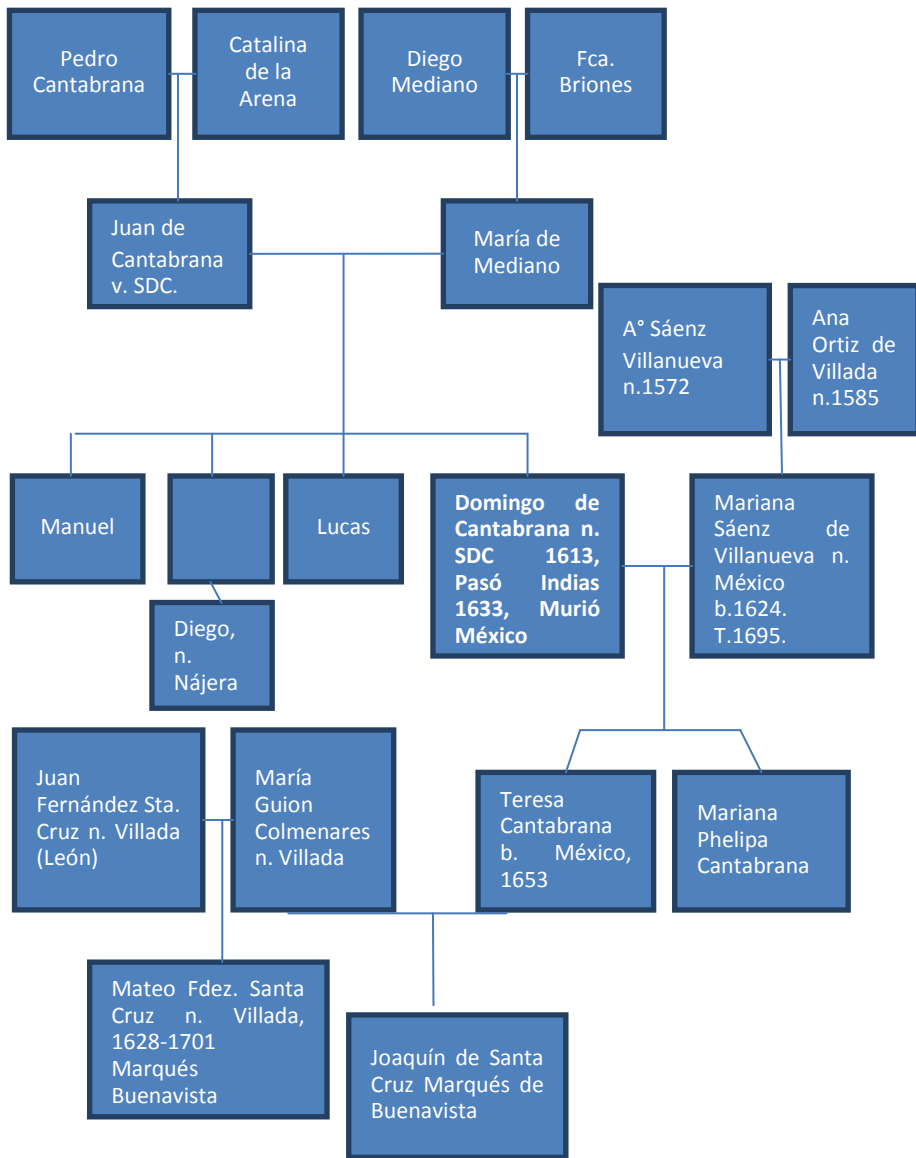 Pedro
Cantabrana
Catalina
de la
Arena
Diego
Mediano
Fca.
Briones
Juan de
Cantabrana
v. SDC.
María de
Mediano
A° Sáenz
Villanueva
n.1572
Ana
Ortiz de
Villada
n.1585
Manuel
Lucas
Domingo de
Cantabrana n.
SDC 1613,
Pasó Indias
1633, Murió
México
Mariana
Sáenz de
Villanueva n.
México
b.1624.
T.1695.
Diego,
n.
Nájera
Juan
Fernández Sta.
Cruz n. Villada
(León)
María
Guion
Colmenares
n. Villada
Teresa
Cantabrana
b. México,
1653
Mariana
Phelipa
Cantabrana
Mateo Fdez. Santa
Cruz n. Villada,
1628-1701
Marqués
Buenavista
Joaquín de Santa
Cruz Marqués de
Buenavista